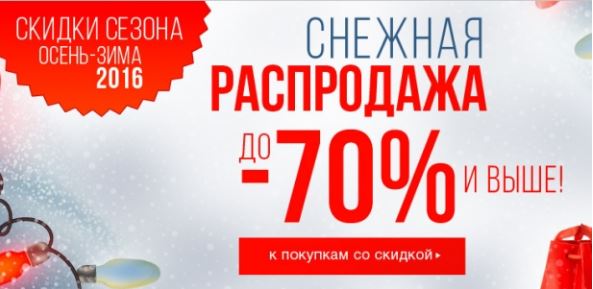 СКИДКИ СЕЗОНА
ОСЕНЬ-ЗИМА
2016
СНЕЖНАЯ
РАСПРОДАЖА
ДО -70% И ВЫШЕ!
к покупкам со скидкой ▸